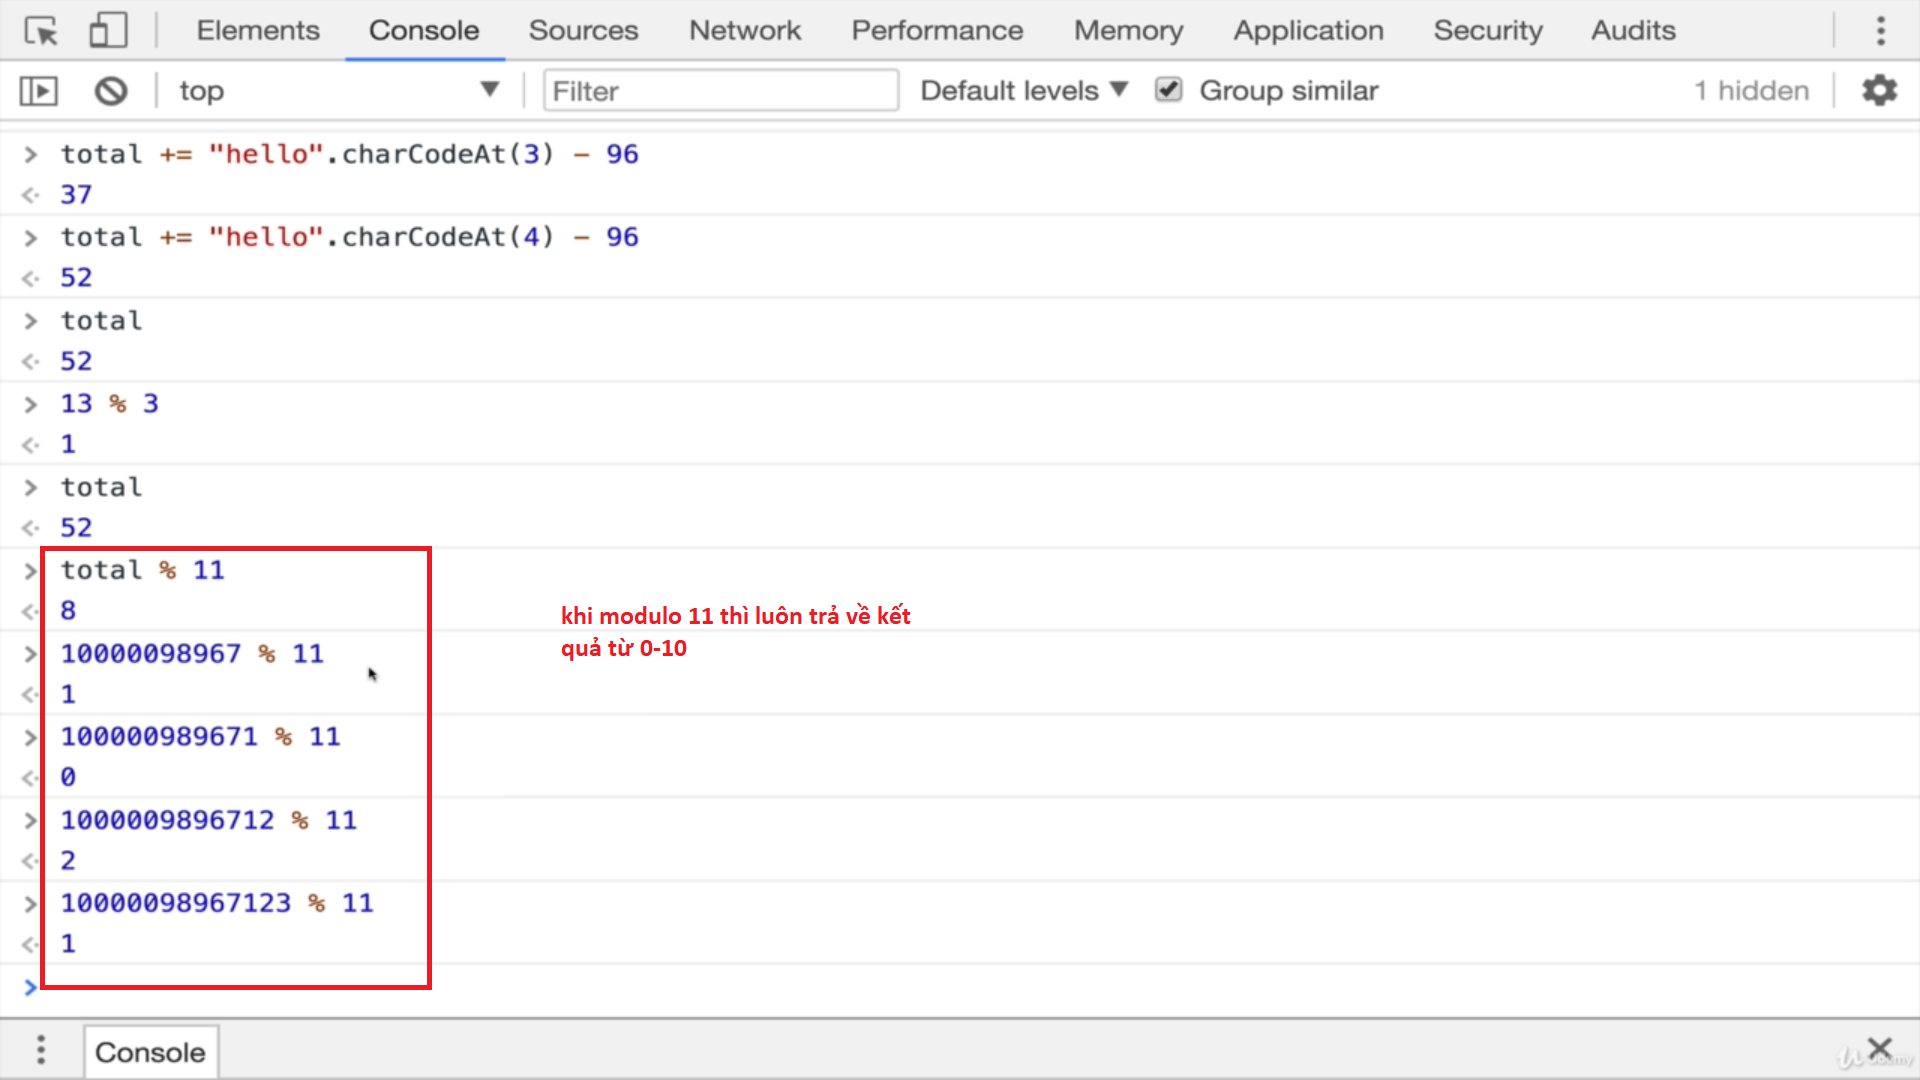 Elements Console Sources Network Performance Memory Application Security Audits
top Filter Default levels Group similar 1 hidden
> total += "hello".charCodeAt(3) - 96
37
> total += "hello".charCodeAt(4) - 96
52
> total
52
> 13 % 3
1
> total
52
> total % 11
8
> 10000098967 % 11
1
> 100000989671 % 11
0
> 1000009896712 % 11
2
> 10000098967123 % 11
1
>
khi modulo 11 thì luôn trả về kết
quả từ 0-10
Console